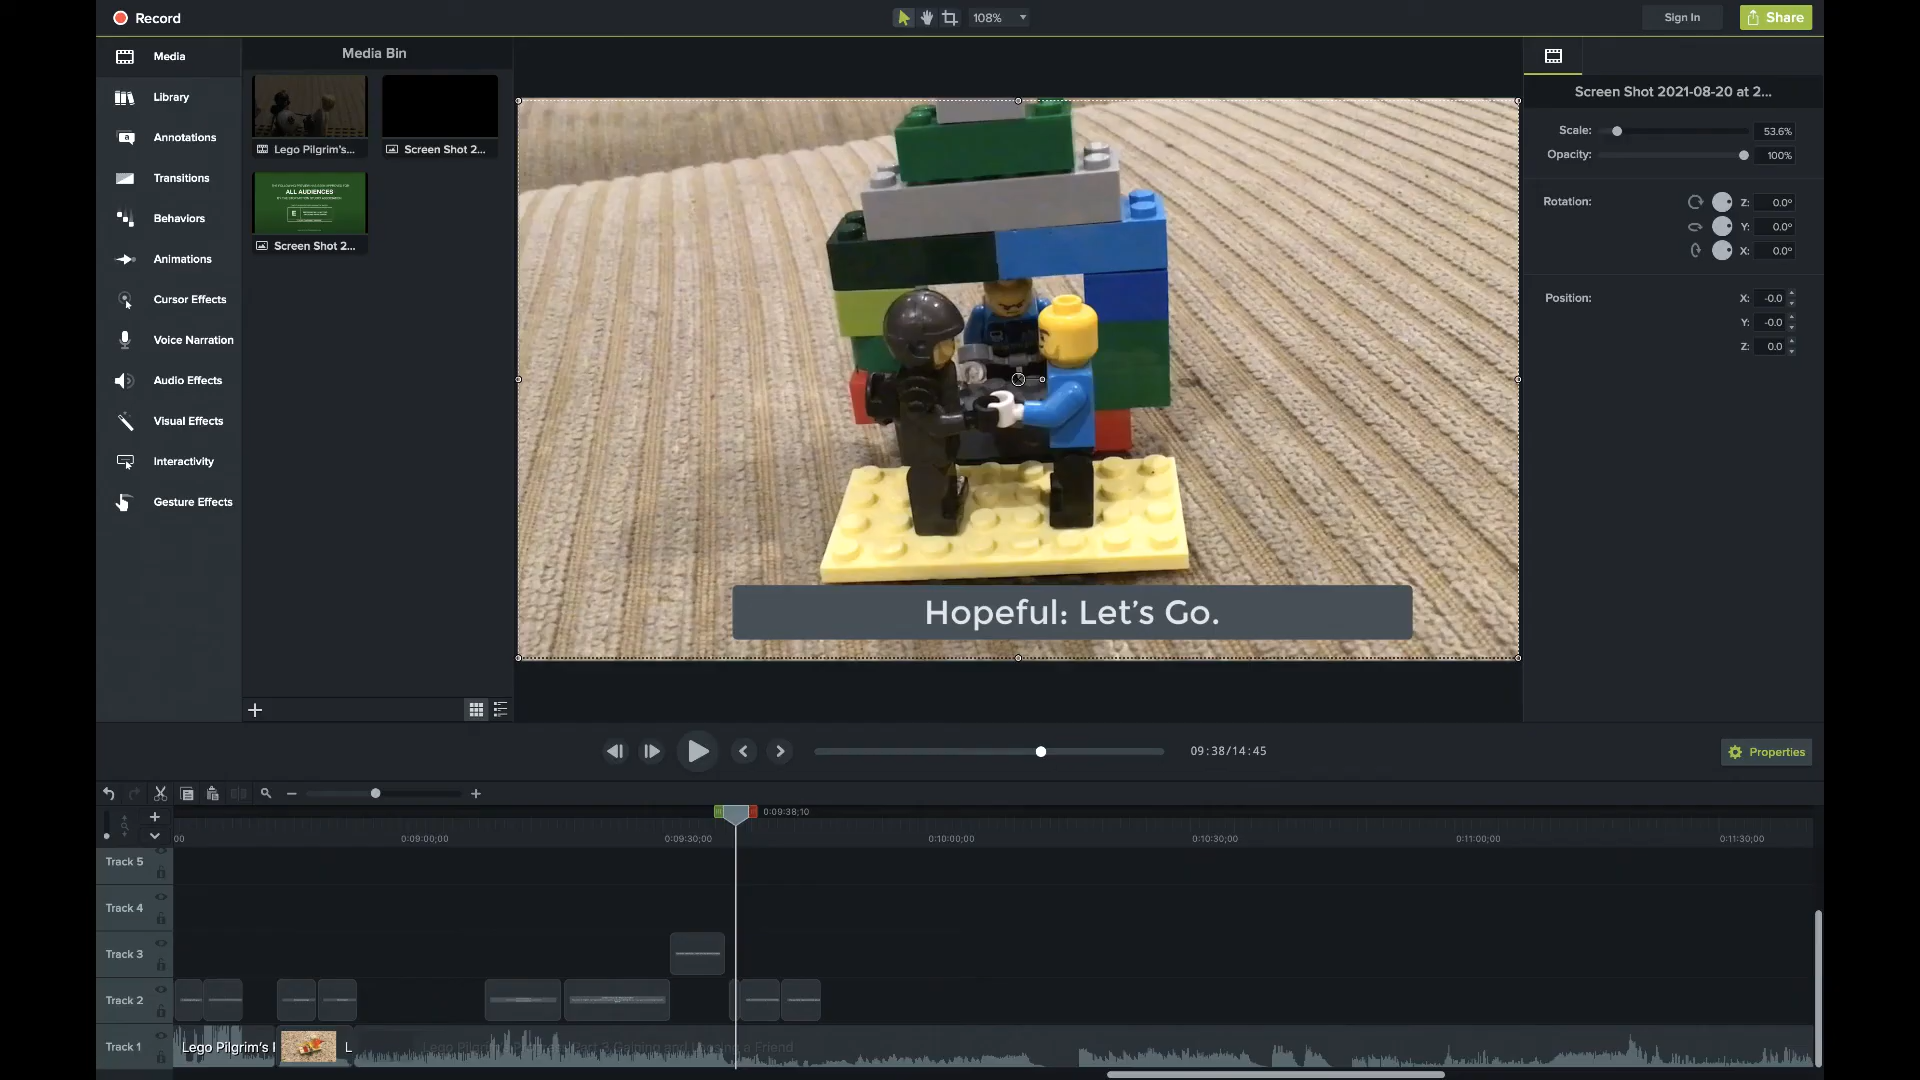 Record
108%
Sign In
Share
Media
Library
Annotations
Transitions
Behaviors
Animations
Cursor Effects
Voice Narration
Audio Effects
Visual Effects
Interactivity
Gesture Effects
Media Bin
Lego Pilgrim's...
Screen Shot 2...
ALL AUDIENCES
Screen Shot 2...
Hopeful: Let's Go.
Screen Shot 2021-08-20 at 2...
Scale: 53.6%
Opacity: 100%
Rotation: Z: 0.0°
Y: 0.0°
X: 0.0°
Position: X: -0.0
Y: -0.0
Z: 0.0
09:38/14:45
Properties
0:09:38;10
00 0:09:00;00 0:09:30;00 0:10:00;00 0:10:30;00 0:11:00;00 0:11:30;00
Track 5
Track 4
Track 3
Track 2
Track 1
Lego Pilgrim's
L